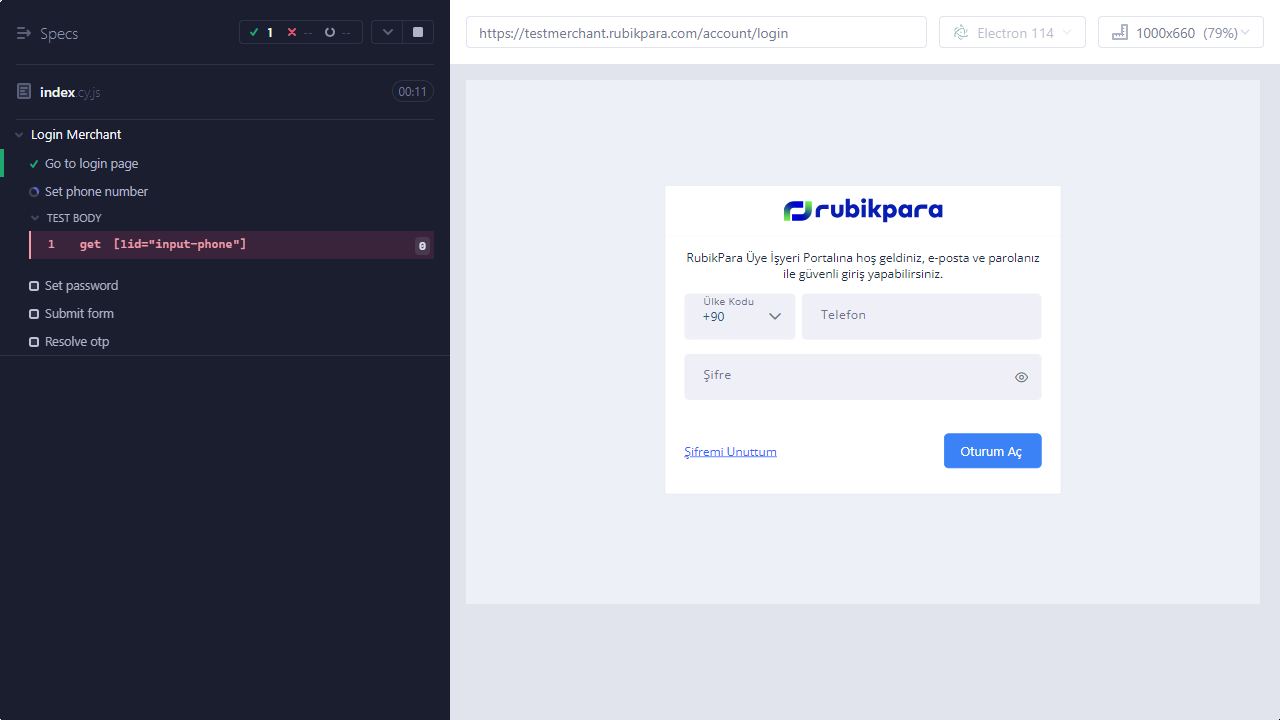 Specs
1
--
--
index.cy.js
00:11
Login Merchant
Go to login page
Set phone number
TEST BODY
1 get [1id="input-phone"]
0
Set password
Submit form
Resolve otp
https://testmerchant.rubikpara.com/account/login
Electron 114
1000x660 (79%)
rubikpara
RubikPara Üye İşyeri Portalına hoş geldiniz, e-posta ve parolanız
ile güvenli giriş yapabilirsiniz.
Ülke Kodu
+90
Telefon
Şifre
Şifremi Unuttum
Oturum Aç